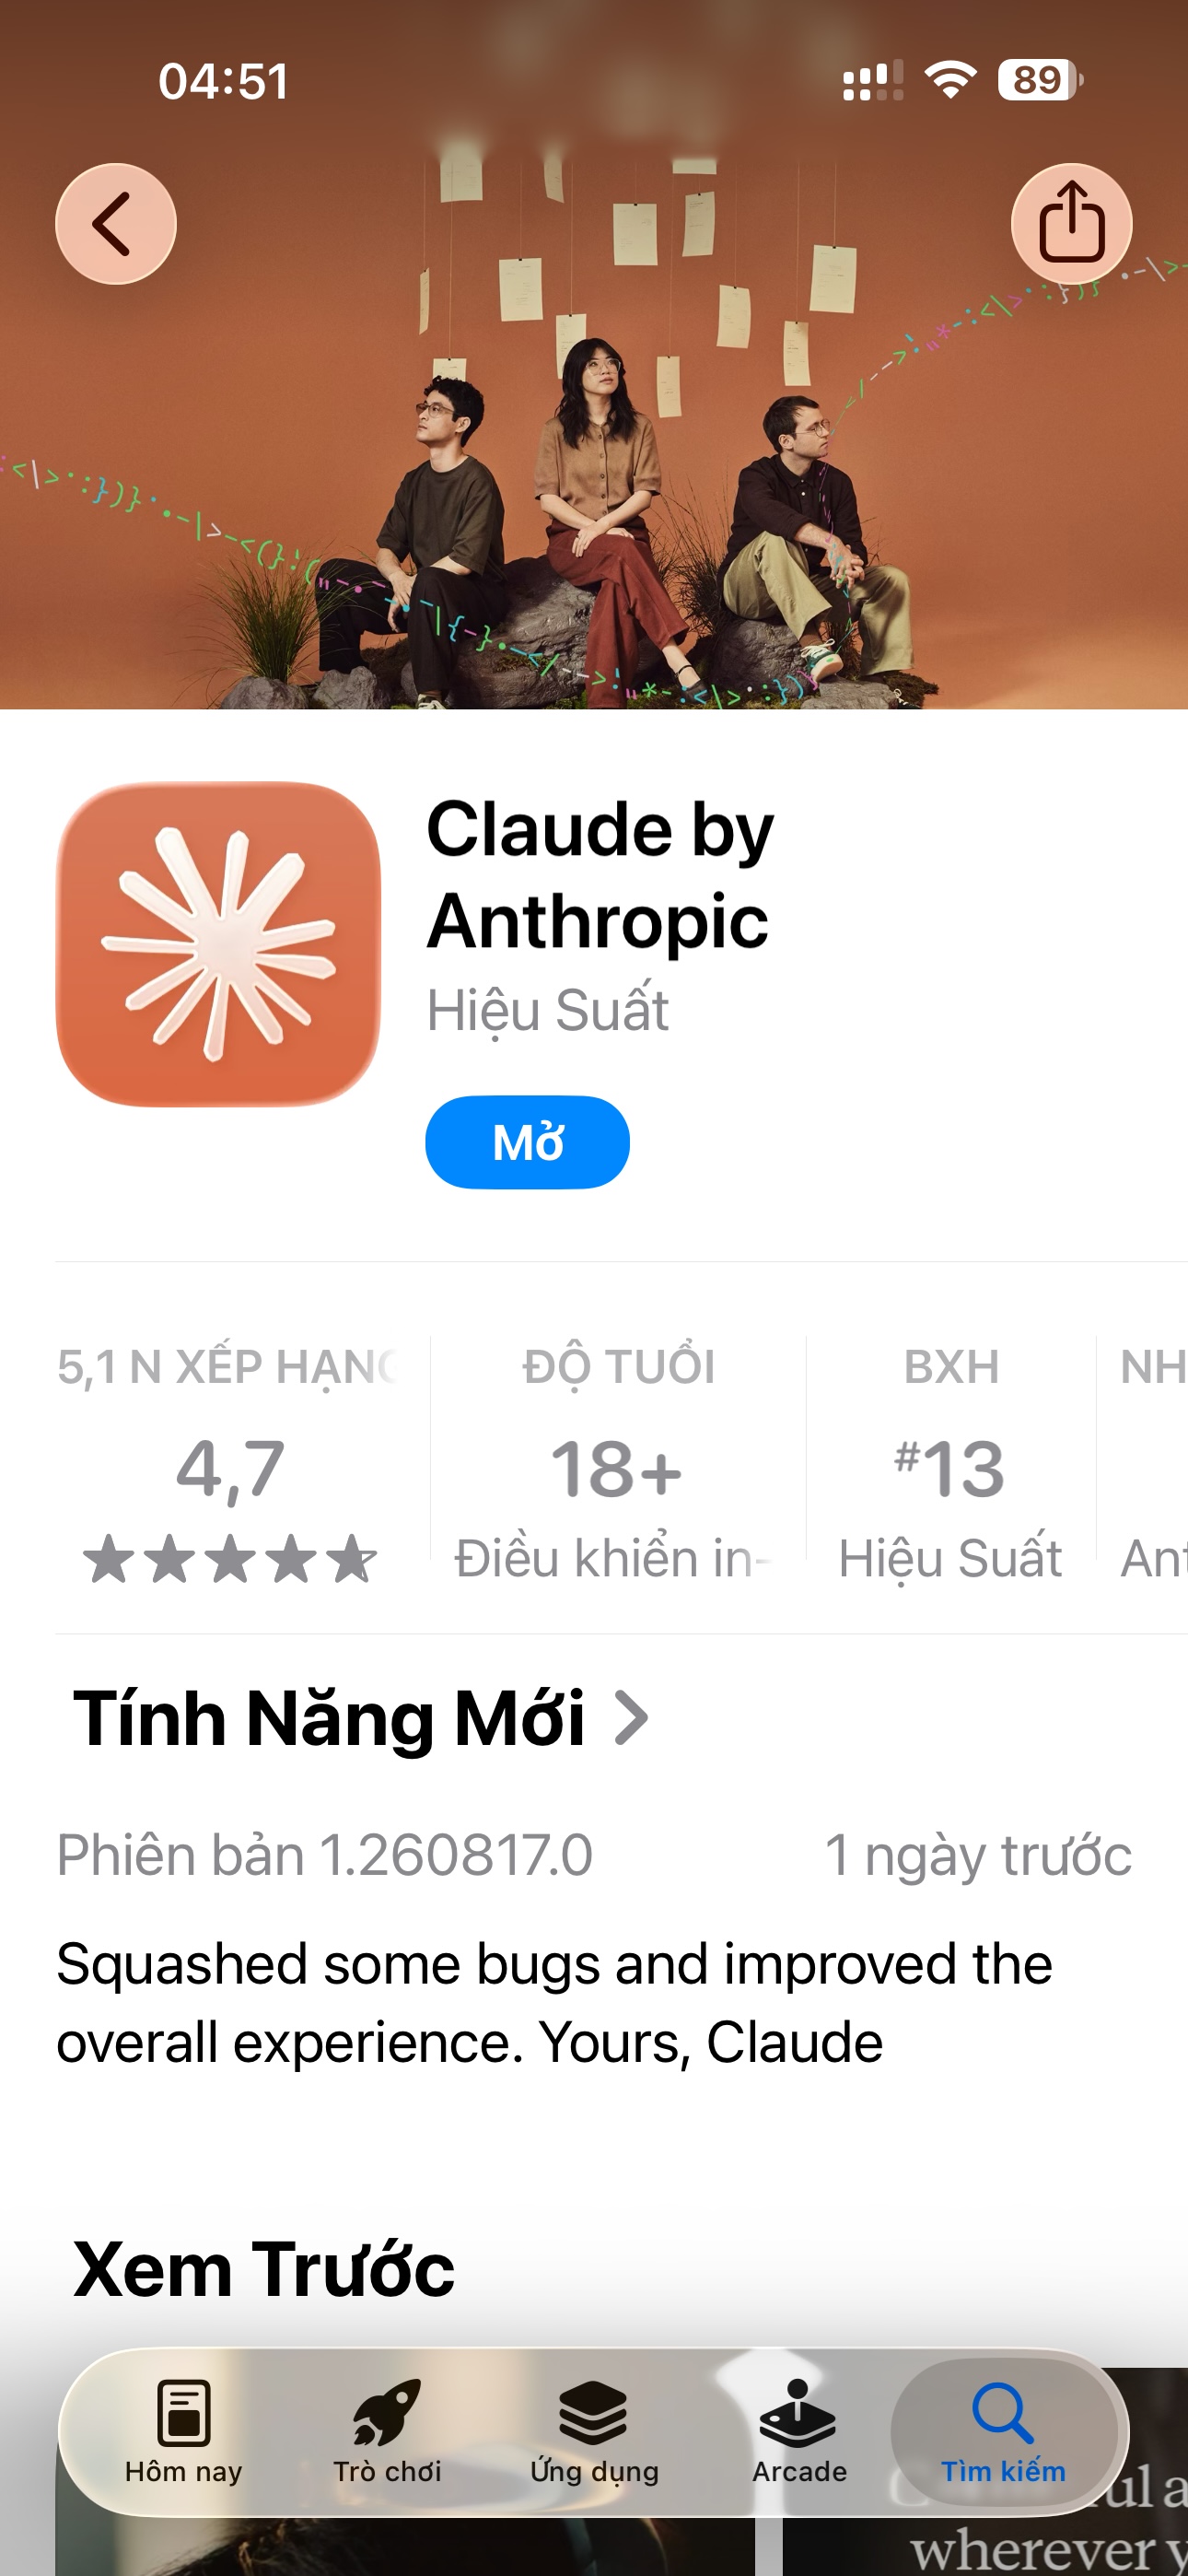 04:51
89
Claude by
Anthropic
Hiệu Suất
Mở
5,1 N XẾP HẠNG
ĐỘ TUỔI
BXH
4,7
18+
#13
Điều khiển in-
Hiệu Suất
Tính Năng Mới
Phiên bản 1.260817.0
1 ngày trước
Squashed some bugs and improved the
overall experience. Yours, Claude
Xem Trước
Hôm nay
Trò chơi
Ứng dụng
Arcade
Tìm kiếm
wherever